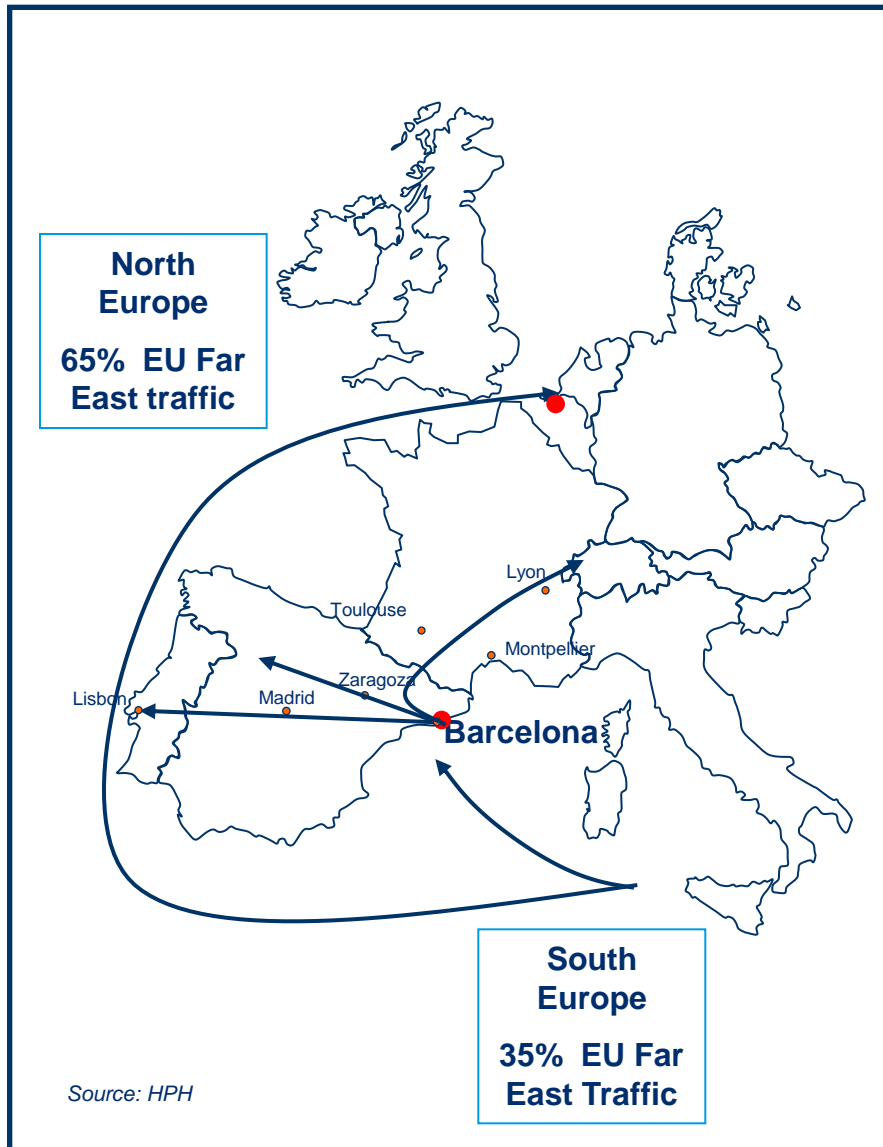 North
Europe
65% EU Far
East traffic
Lyon
Toulouse
Montpellier
Zaragoza
Lisbon
Madrid
Barcelona
South
Europe
35% EU Far
East Traffic
Source: HPH